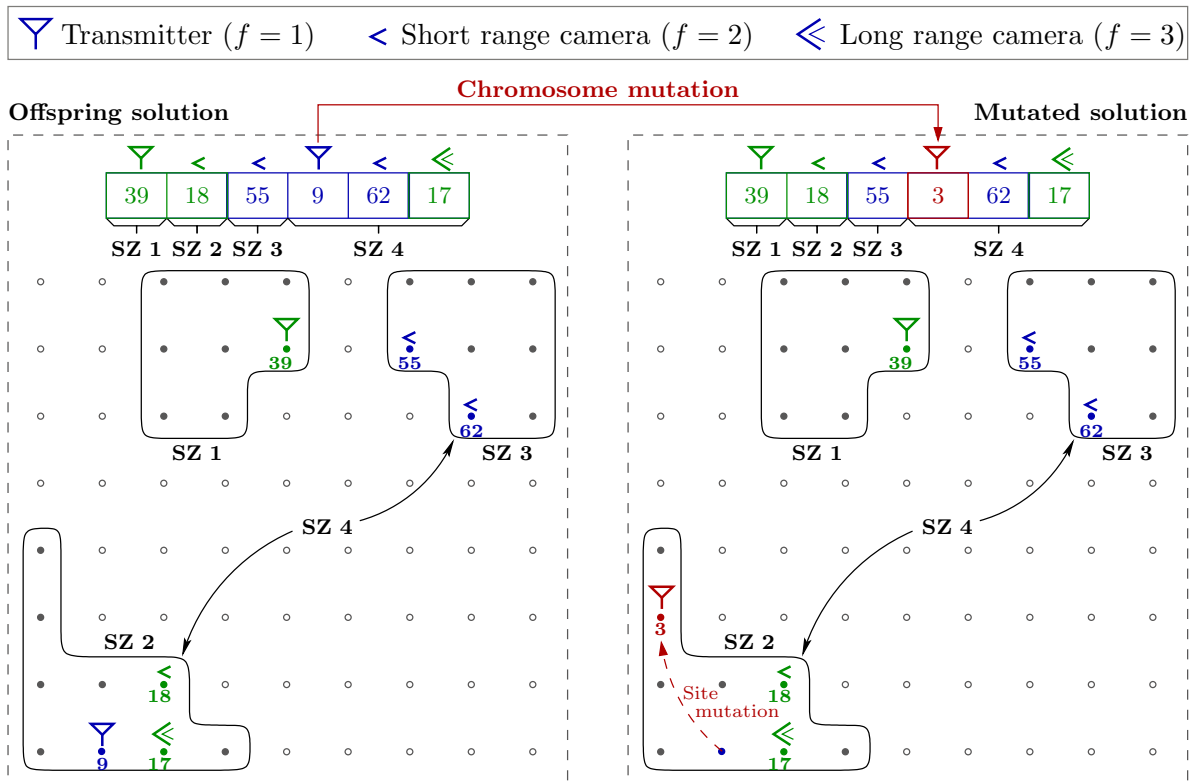 Transmitter (f = 1) Short range camera (f = 2) Long range camera (f = 3)
Chromosome mutation
Offspring solution
Mutated solution
39 18 55 9 62 17
SZ 1 SZ 2 SZ 3 SZ 4
39
55
62
SZ 1
SZ 3
SZ 4
SZ 2
18
9
17
39 18 55 3 62 17
SZ 1 SZ 2 SZ 3 SZ 4
39
55
62
SZ 1
SZ 3
SZ 4
3
SZ 2
18
Site
mutation
17